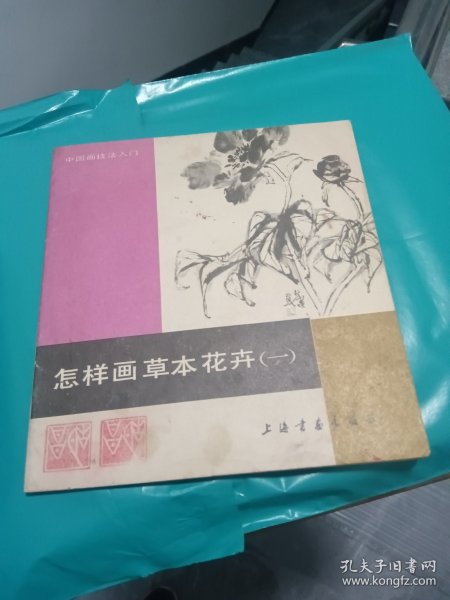 中国画技法入门
怎样画草本花卉(一)
上海书画出版社
孔夫子旧书网
www.kongfz.com